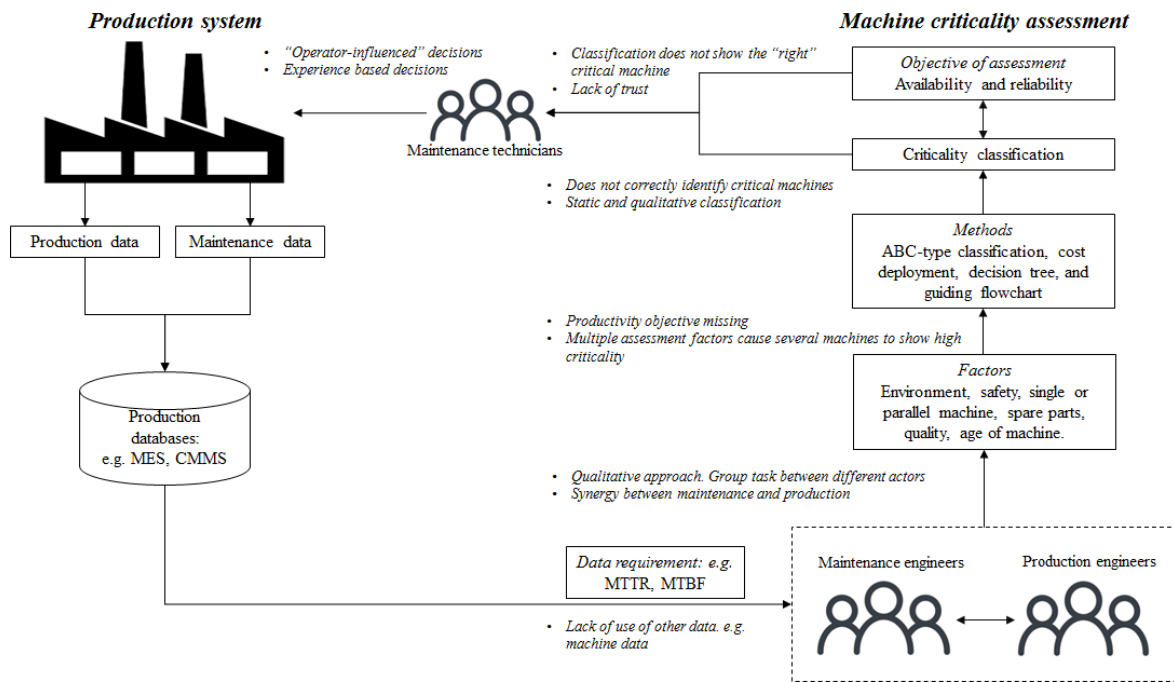 Production system
Machine criticality assessment
• “Operator-influenced” decisions
• Experience based decisions
• Classification does not show the “right”
critical machine
• Lack of trust
Objective of assessment
Availability and reliability
Maintenance technicians
Criticality classification
• Does not correctly identify critical machines
• Static and qualitative classification
Production data
Maintenance data
Methods
ABC-type classification, cost
deployment, decision tree, and
guiding flowchart
• Productivity objective missing
• Multiple assessment factors cause several machines to show high
criticality
Factors
Environment, safety, single or
parallel machine, spare parts,
quality, age of machine.
Production
databases:
e.g. MES, CMMS
• Qualitative approach. Group task between different actors
• Synergy between maintenance and production
Data requirement: e.g.
MTTR, MTBF
• Lack of use of other data. e.g.
machine data
Maintenance engineers
Production engineers